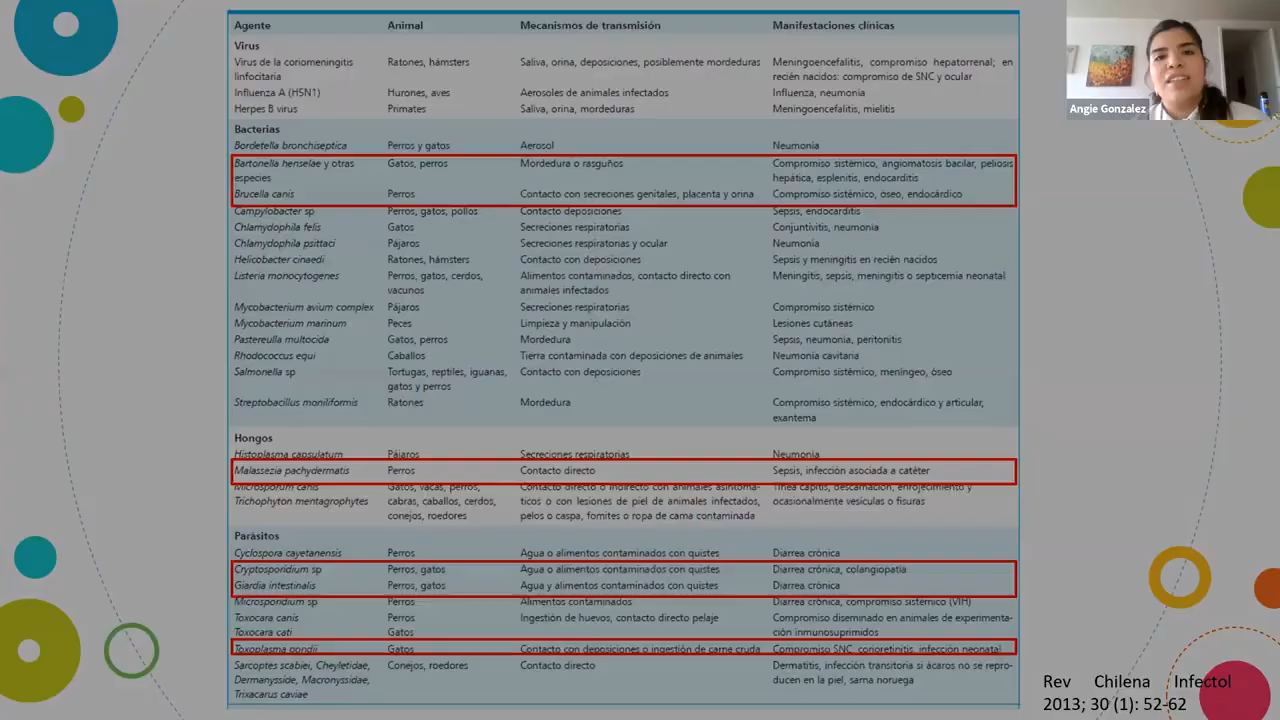 Agente Animal Mecanismos de transmisión Manifestaciones clínicas
Virus
Virus de la coriomeningitis Ratones, hámsters Saliva, orina, deposiciones, posiblemente mordeduras Meningoencefalitis, compromiso hepatorrenal; en
linfocitaria recién nacidos: compromiso de SNC y ocular
Influenza A (H5N1) Hurones, aves Aerosoles de animales infectados Influenza, neumonia
Herpes B virus Primates Saliva, orina, mordeduras Meningoencefalitis, mielitis
Bacterias
Bordetella bronchiseptica Perros y gatos Aerosol Neumonía
Bartonella henselae y otras Gatos, perros Mordedura o rasguños Compromiso sistémico, angiomatosis bacilar, peliosis
especies hepática, esplenitis, endocarditis
Brucella canis Perros Contacto con secreciones genitales, placenta y orina Compromiso sistémico, óseo, endocárdico
Campylobacter sp Perros, gatos, pollos Contacto deposiciones Sepsis, endocarditis
Chlamydophila felis Gatos Secreciones respiratorias Conjuntivitis, neumonia
Chlamydophila psittaci Pájaros Secreciones respiratorias y ocular Neumonía
Helicobacter cinaedi Ratones, hámsters Contacto con deposiciones Sepsis y meningitis en recién nacidos
Listeria monocytogenes Perros, gatos, cerdos, Alimentos contaminados, contacto directo con Meningitis, sepsis, meningitis o septicemia neonatal
vacunos animales infectados
Mycobacterium avium complex Pájaros Secreciones respiratorias Compromiso sistémico
Mycobacterium marinum Peces Limpieza y manipulación Lesiones cutáneas
Pasteurella multocida Gatos, perros Mordedura Sepsis, neumonía, peritonitis
Rhodococcus equi Caballos Tierra contaminada con deposiciones de animales Neumonía cavitaria
Salmonella sp Tortugas, reptiles, iguanas, Contacto con deposiciones Compromiso sistémico, meníngeo, óseo
gatos y perros
Streptobacillus moniliformis Ratones Mordedura Compromiso sistémico, endocárdico y articular,
exantema
Hongos
Histoplasma capsulatum Pájaros Secreciones respiratorias Neumonía
Malassezia pachydermatis Perros Contacto directo Sepsis, infección asociada a catéter
Microsporum canis Gatos, vacas, perros, Contacto directo o indirecto con animales asintomá- Tinea capitis, descamación, enrojecimiento y
Trichophyton mentagrophytes cabras, caballos, cerdos, ticos o con lesiones de piel de animales infectados, ocasionalmente vesículas o fisuras
conejos, roedores pelos o caspa, fomites o ropa de cama contaminada
Parásitos
Cyclospora cayetanensis Perros Agua o alimentos contaminados con quistes Diarrea crónica
Cryptosporidium sp Perros, gatos Agua o alimentos contaminados con quistes Diarrea crónica, colangiopatía
Giardia intestinalis Perros, gatos Agua y alimentos contaminados con quistes Diarrea crónica
Microsporidium sp Perros Alimentos contaminados Diarrea crónica, compromiso sistémico (VIH)
Toxocara canis Perros Ingestión de huevos, contacto directo pelaje Compromiso diseminado en animales de experimenta-
Toxocara cati Gatos ción inmunosuprimidos
Toxoplasma gondii Gatos Contacto con deposiciones o ingestión de carne cruda Compromiso SNC, corioretinitis, infección neonatal
Sarcoptes scabiei, Cheyletidae, Conejos, roedores Contacto directo Dermatitis, infección transitoria si ácaros no se repro-
Dermanysside, Macronyssidae, ducen en la piel, sarna noruega
Trixacarus caviae
Angie Gonzalez
Rev Chilena Infectol
2013; 30 (1): 52-62